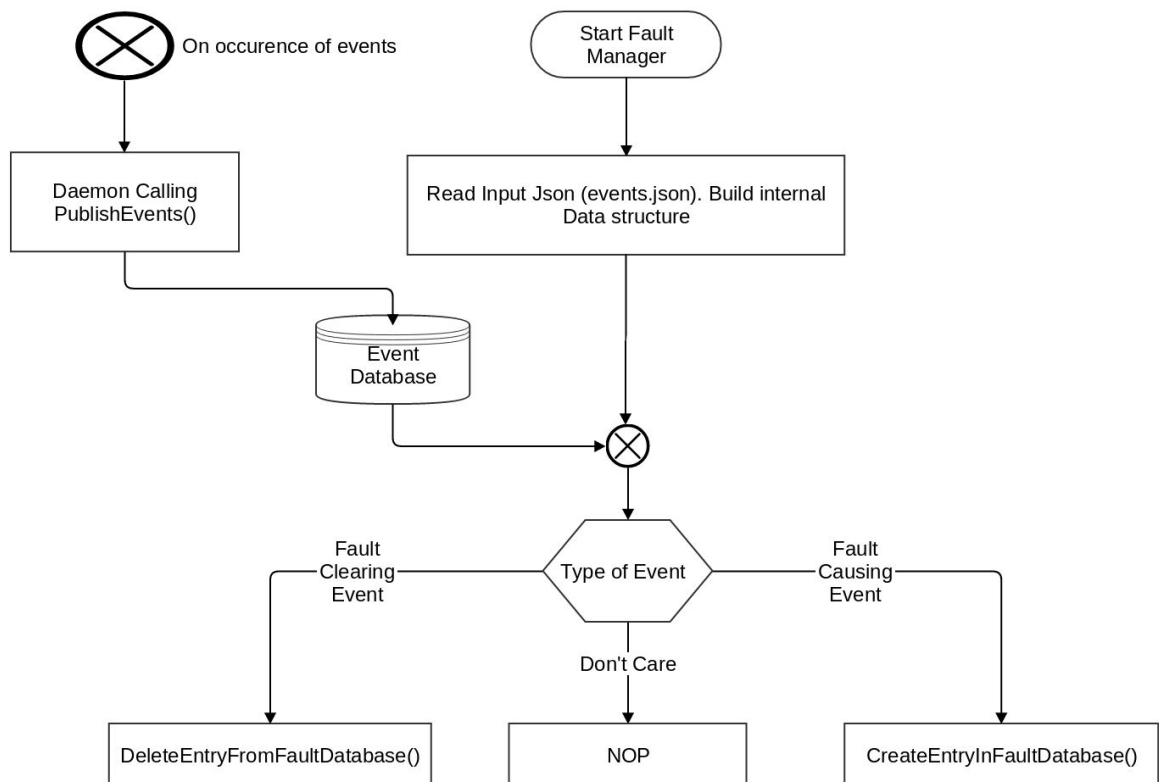 On occurence of events
Start Fault
Manager
Daemon Calling
PublishEvents()
Read Input Json (events.json). Build internal
Data structure
Event
Database
Type of Event
Fault
Clearing
Event
Fault
Causing
Event
Don't Care
DeleteEntryFromFaultDatabase()
NOP
CreateEntryInFaultDatabase()